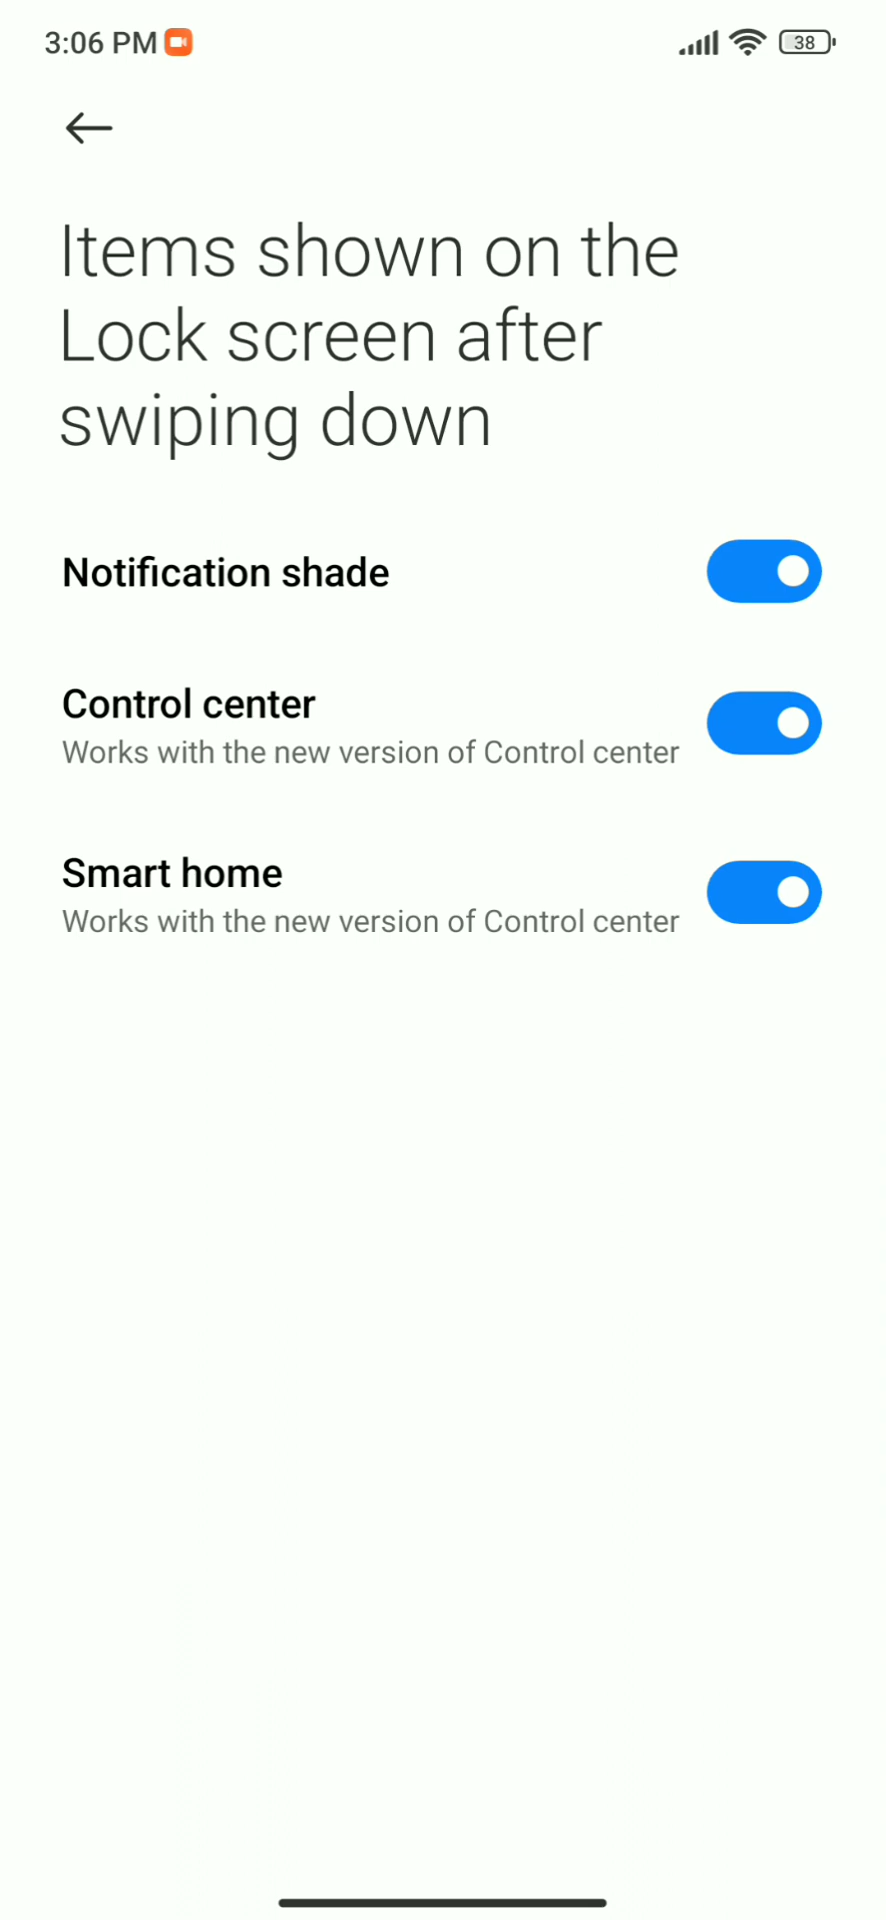 3:06 PM
38
Items shown on the
Lock screen after
swiping down
Notification shade
Control center
Works with the new version of Control center
Smart home
Works with the new version of Control center